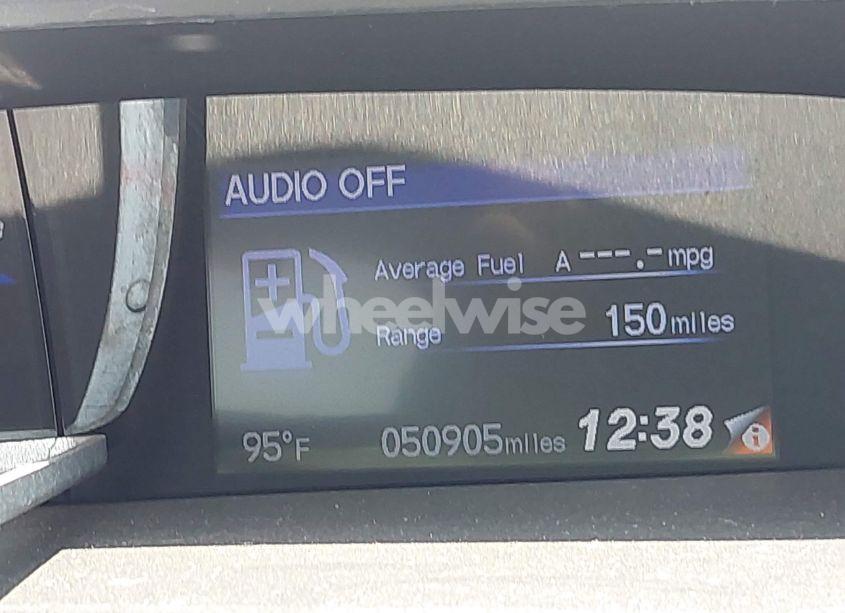 AUDIO OFF
Average Fuel A ---.- mpg
wheelwise
Range 150 miles
95°F 050905 miles 12:38 i